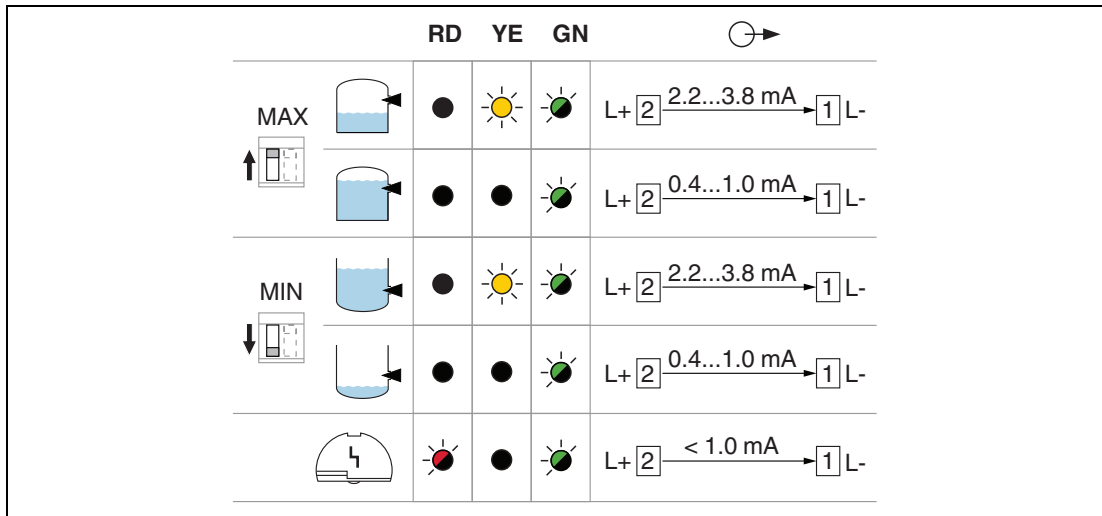 RD YE GN
MAX
L+ 2 2.2...3.8 mA 1 L-
L+ 2 0.4...1.0 mA 1 L-
MIN
L+ 2 2.2...3.8 mA 1 L-
L+ 2 0.4...1.0 mA 1 L-
L+ 2 < 1.0 mA 1 L-